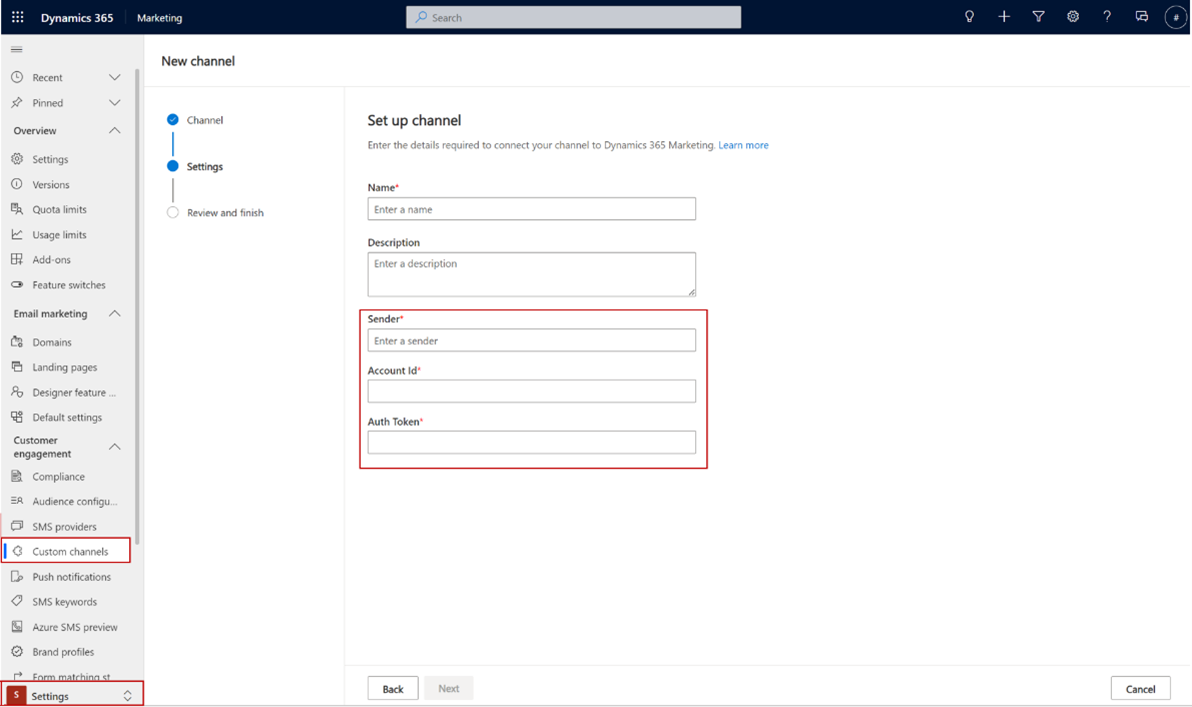 Dynamics 365
Marketing
Search
#
Recent
Pinned
Overview
Settings
Versions
Quota limits
Usage limits
Add-ons
Feature switches
Email marketing
Domains
Landing pages
Designer feature ...
Default settings
Customer
engagement
Compliance
Audience configu...
SMS providers
Custom channels
Push notifications
SMS keywords
Azure SMS preview
Brand profiles
Form matching st
S
Settings
New channel
Channel
Settings
Review and finish
Set up channel
Enter the details required to connect your channel to Dynamics 365 Marketing. Learn more
Name*
Enter a name
Description
Enter a description
Sender*
Enter a sender
Account Id*
Auth Token*
Back
Next
Cancel